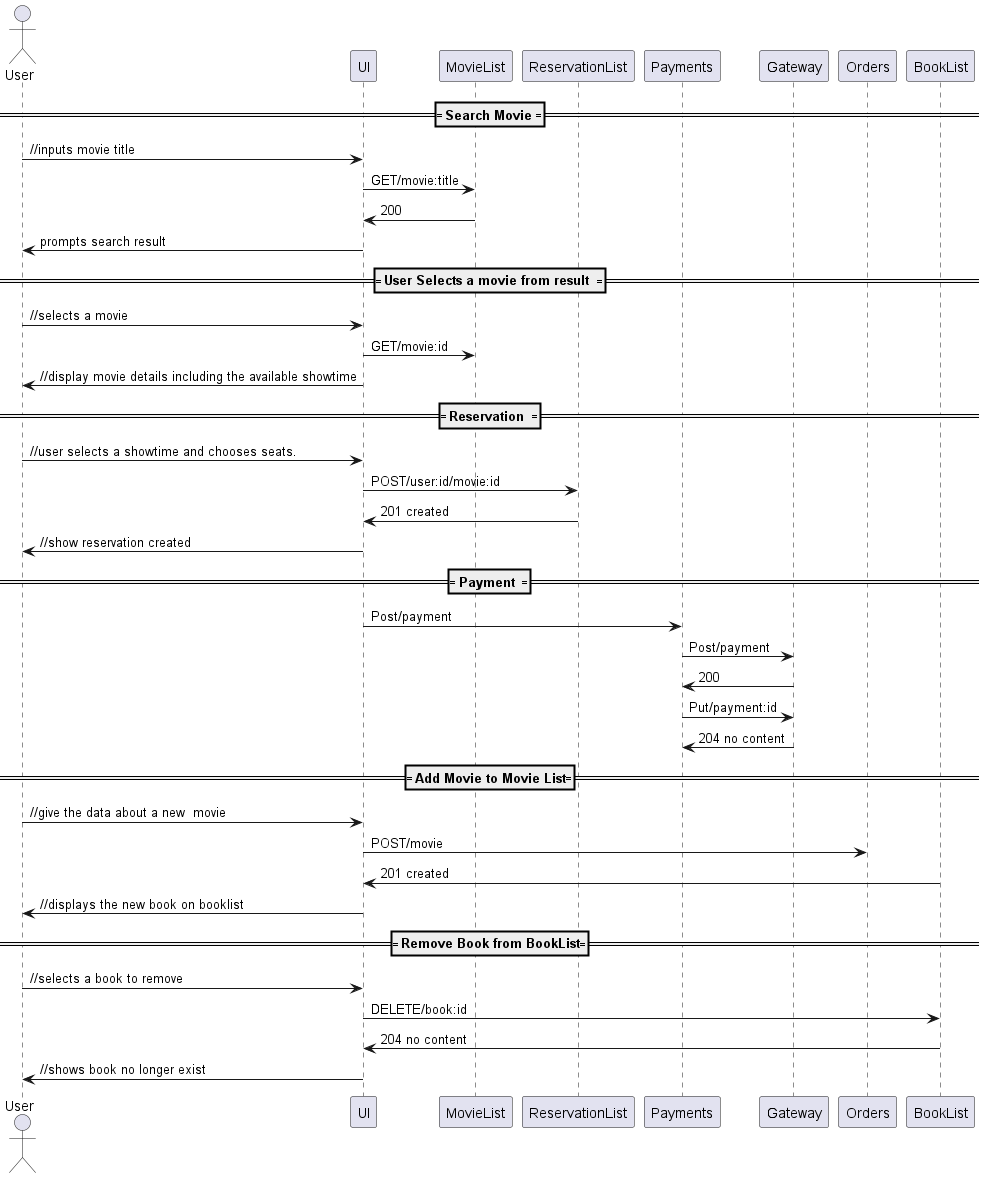 User
UI
MovieList
ReservationList
Payments
Gateway
Orders
BookList
Search Movie
//inputs movie title
GET/movie:title
200
prompts search result
User Selects a movie from result
//selects a movie
GET/movie:id
//display movie details including the available showtime
Reservation
//user selects a showtime and chooses seats.
POST/user:id/movie:id
201 created
//show reservation created
Payment
Post/payment
Post/payment
200
Put/payment:id
204 no content
Add Movie to Movie List
//give the data about a new  movie
POST/movie
201 created
//displays the new book on booklist
Remove Book from BookList
//selects a book to remove
DELETE/book:id
204 no content
//shows book no longer exist
User
UI
MovieList
ReservationList
Payments
Gateway
Orders
BookList